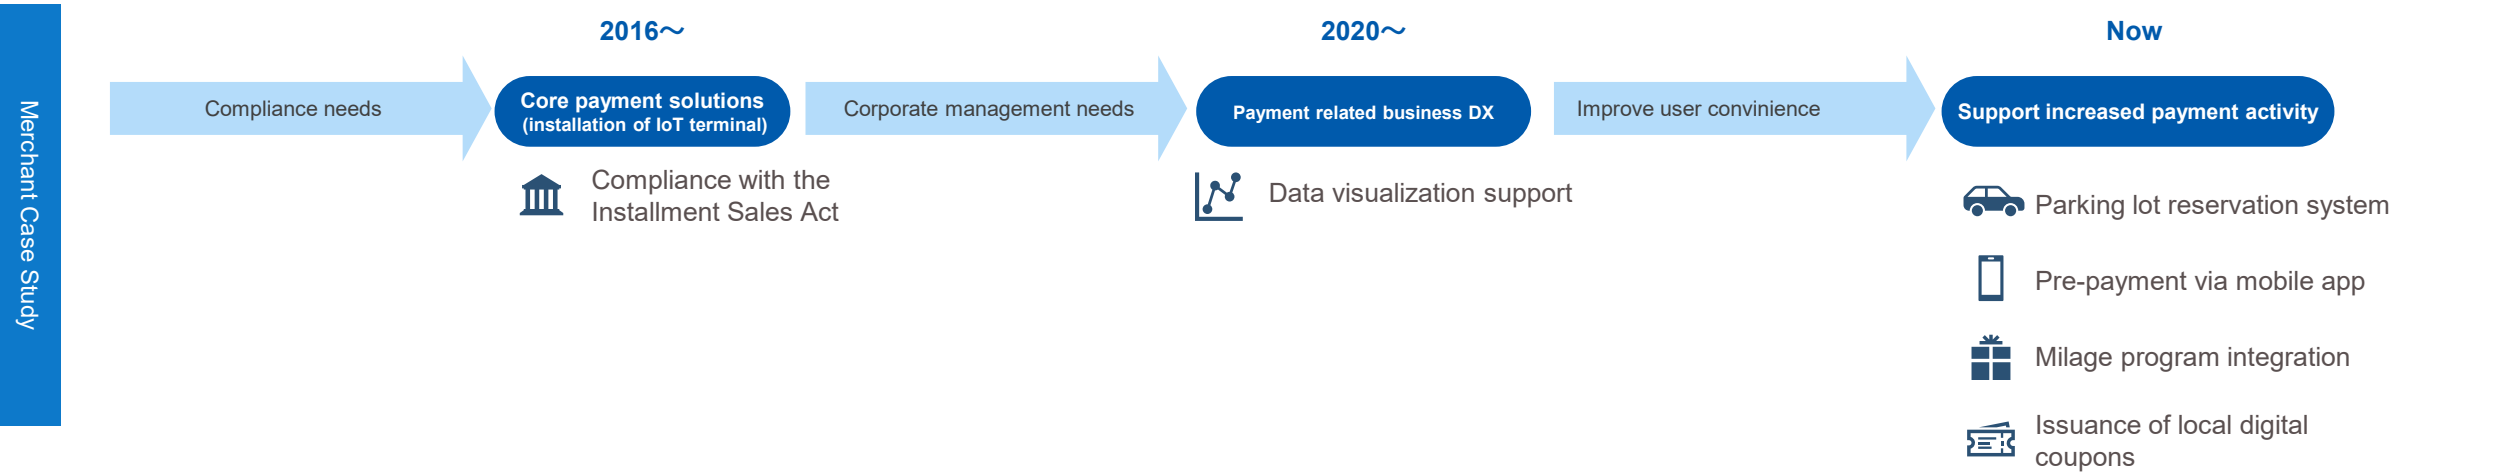 Merchant Case Study
2016～
2020～
Now
Compliance needs
Core payment solutions
(installation of IoT terminal)
Corporate management needs
Payment related business DX
Improve user convinience
Support increased payment activity
Compliance with the
Installment Sales Act
Data visualization support
Parking lot reservation system
Pre-payment via mobile app
Milage program integration
Issuance of local digital
coupons